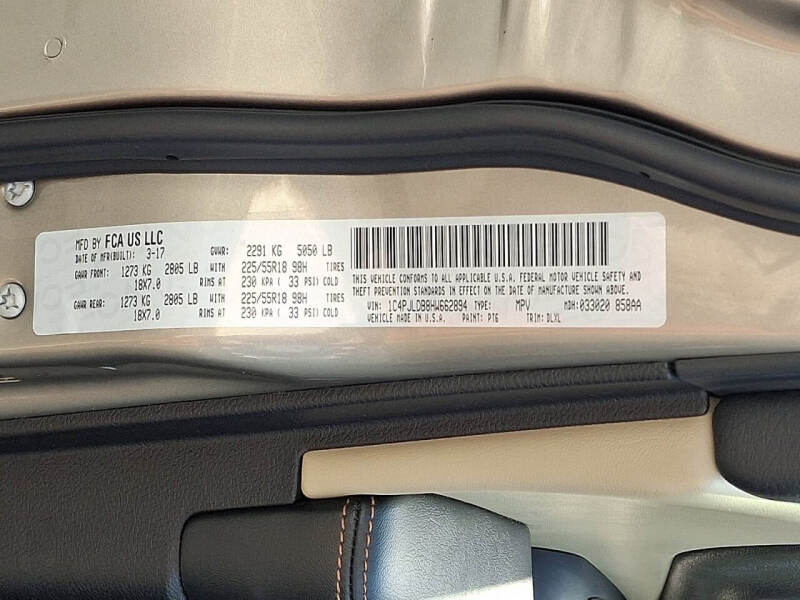 MFD BY FCA US LLC
DATE OF MFR(BUILT): 3-17 GVWR: 2291 KG 5050 LB
GAWR FRONT: 1273 KG 2805 LB WITH 225/55R18 98H TIRES
18X7.0 RIMS AT 230 KPA ( 33 PSI) COLD
GAWR REAR: 1273 KG 2805 LB WITH 225/55R18 98H TIRES
18X7.0 RIMS AT 230 KPA ( 33 PSI) COLD
THIS VEHICLE CONFORMS TO ALL APPLICABLE U.S.A. FEDERAL MOTOR VEHICLE SAFETY AND
THEFT PREVENTION STANDARDS IN EFFECT ON THE DATE OF MANUFACTURE SHOWN ABOVE.
VIN: 1C4PJLDB8HW662894 TYPE: MPV MDH: 033020 858AA
VEHICLE MADE IN U.S.A. PAINT: PT6 TRIM: DLXL